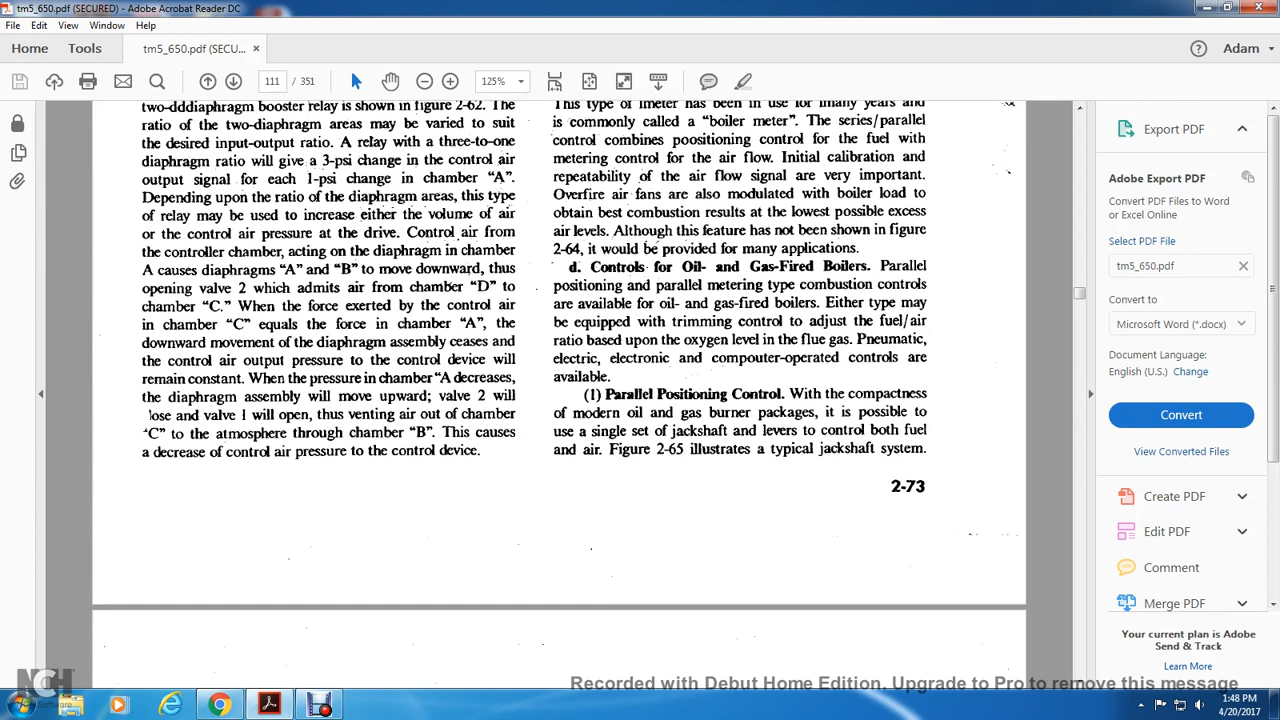 tm5_650.pdf (SECURED) - Adobe Acrobat Reader DC
File Edit View Window Help
Home Tools tm5_650.pdf (SECU... ×
Adam
111 / 351
125%
two-dddiaphragm booster relay is shown in figure 2-62. The
ratio of the two-diaphragm areas may be varied to suit
the desired input-output ratio. A relay with a three-to-one
diaphragm ratio will give a 3-psi change in the control air
output signal for each 1-psi change in chamber “A”.
Depending upon the ratio of the diaphragm areas, this type
of relay may be used to increase either the volume of air
or the control air pressure at the drive. Control air from
the controller chamber, acting on the diaphragm in chamber
A causes diaphragms “A” and “B” to move downward, thus
opening valve 2 which admits air from chamber “D” to
chamber “C.” When the force exerted by the control air
in chamber “C” equals the force in chamber “A”, the
downward movement of the diaphragm assembly ceases and
the control air output pressure to the control device will
remain constant. When the pressure in chamber “A decreases,
the diaphragm assembly will move upward; valve 2 will
lose and valve 1 will open, thus venting air out of chamber
“C” to the atmosphere through chamber “B”. This causes
a decrease of control air pressure to the control device.
This type of lmeter has been in use for lmany years and
is commonly called a “boiler meter”. The series/parallel
control combines poositioning control for the fuel with
metering control for the air flow. Initial calibration and
repeatability of the air flow signal are very important.
Overfire air fans are also modulated with boiler load to
obtain best combustion results at the lowest possible excess
air levels. Although this feature has not been shown in figure
2-64, it would be provided for many applications.
d. Controls for Oil- and Gas-Fired Boilers. Parallel
positioning and parallel metering type combustion controls
are available for oil- and gas-fired boilers. Either type may
be equipped with trimming control to adjust the fuel/air
ratio based upon the oxygen level in the flue gas. Pneumatic,
electric, electronic and compouter-operated controls are
available.
(1) Parallel Positioning Control. With the compactness
of modern oil and gas burner packages, it is possible to
use a single set of jackshaft and levers to control both fuel
and air. Figure 2-65 illustrates a typical jackshaft system.
2-73
Export PDF
Adobe Export PDF
Convert PDF Files to Word
or Excel Online
Select PDF File
tm5_650.pdf
Convert to
Microsoft Word (*.docx)
Document Language:
English (U.S.) Change
Convert
View Converted Files
Create PDF
Edit PDF
Comment
Merge PDF
Your current plan is Adobe
Send & Track
Learn More
NCH Software
Recorded with Debut Home Edition. Upgrade to Pro to remove this message
1:48 PM
4/20/2017